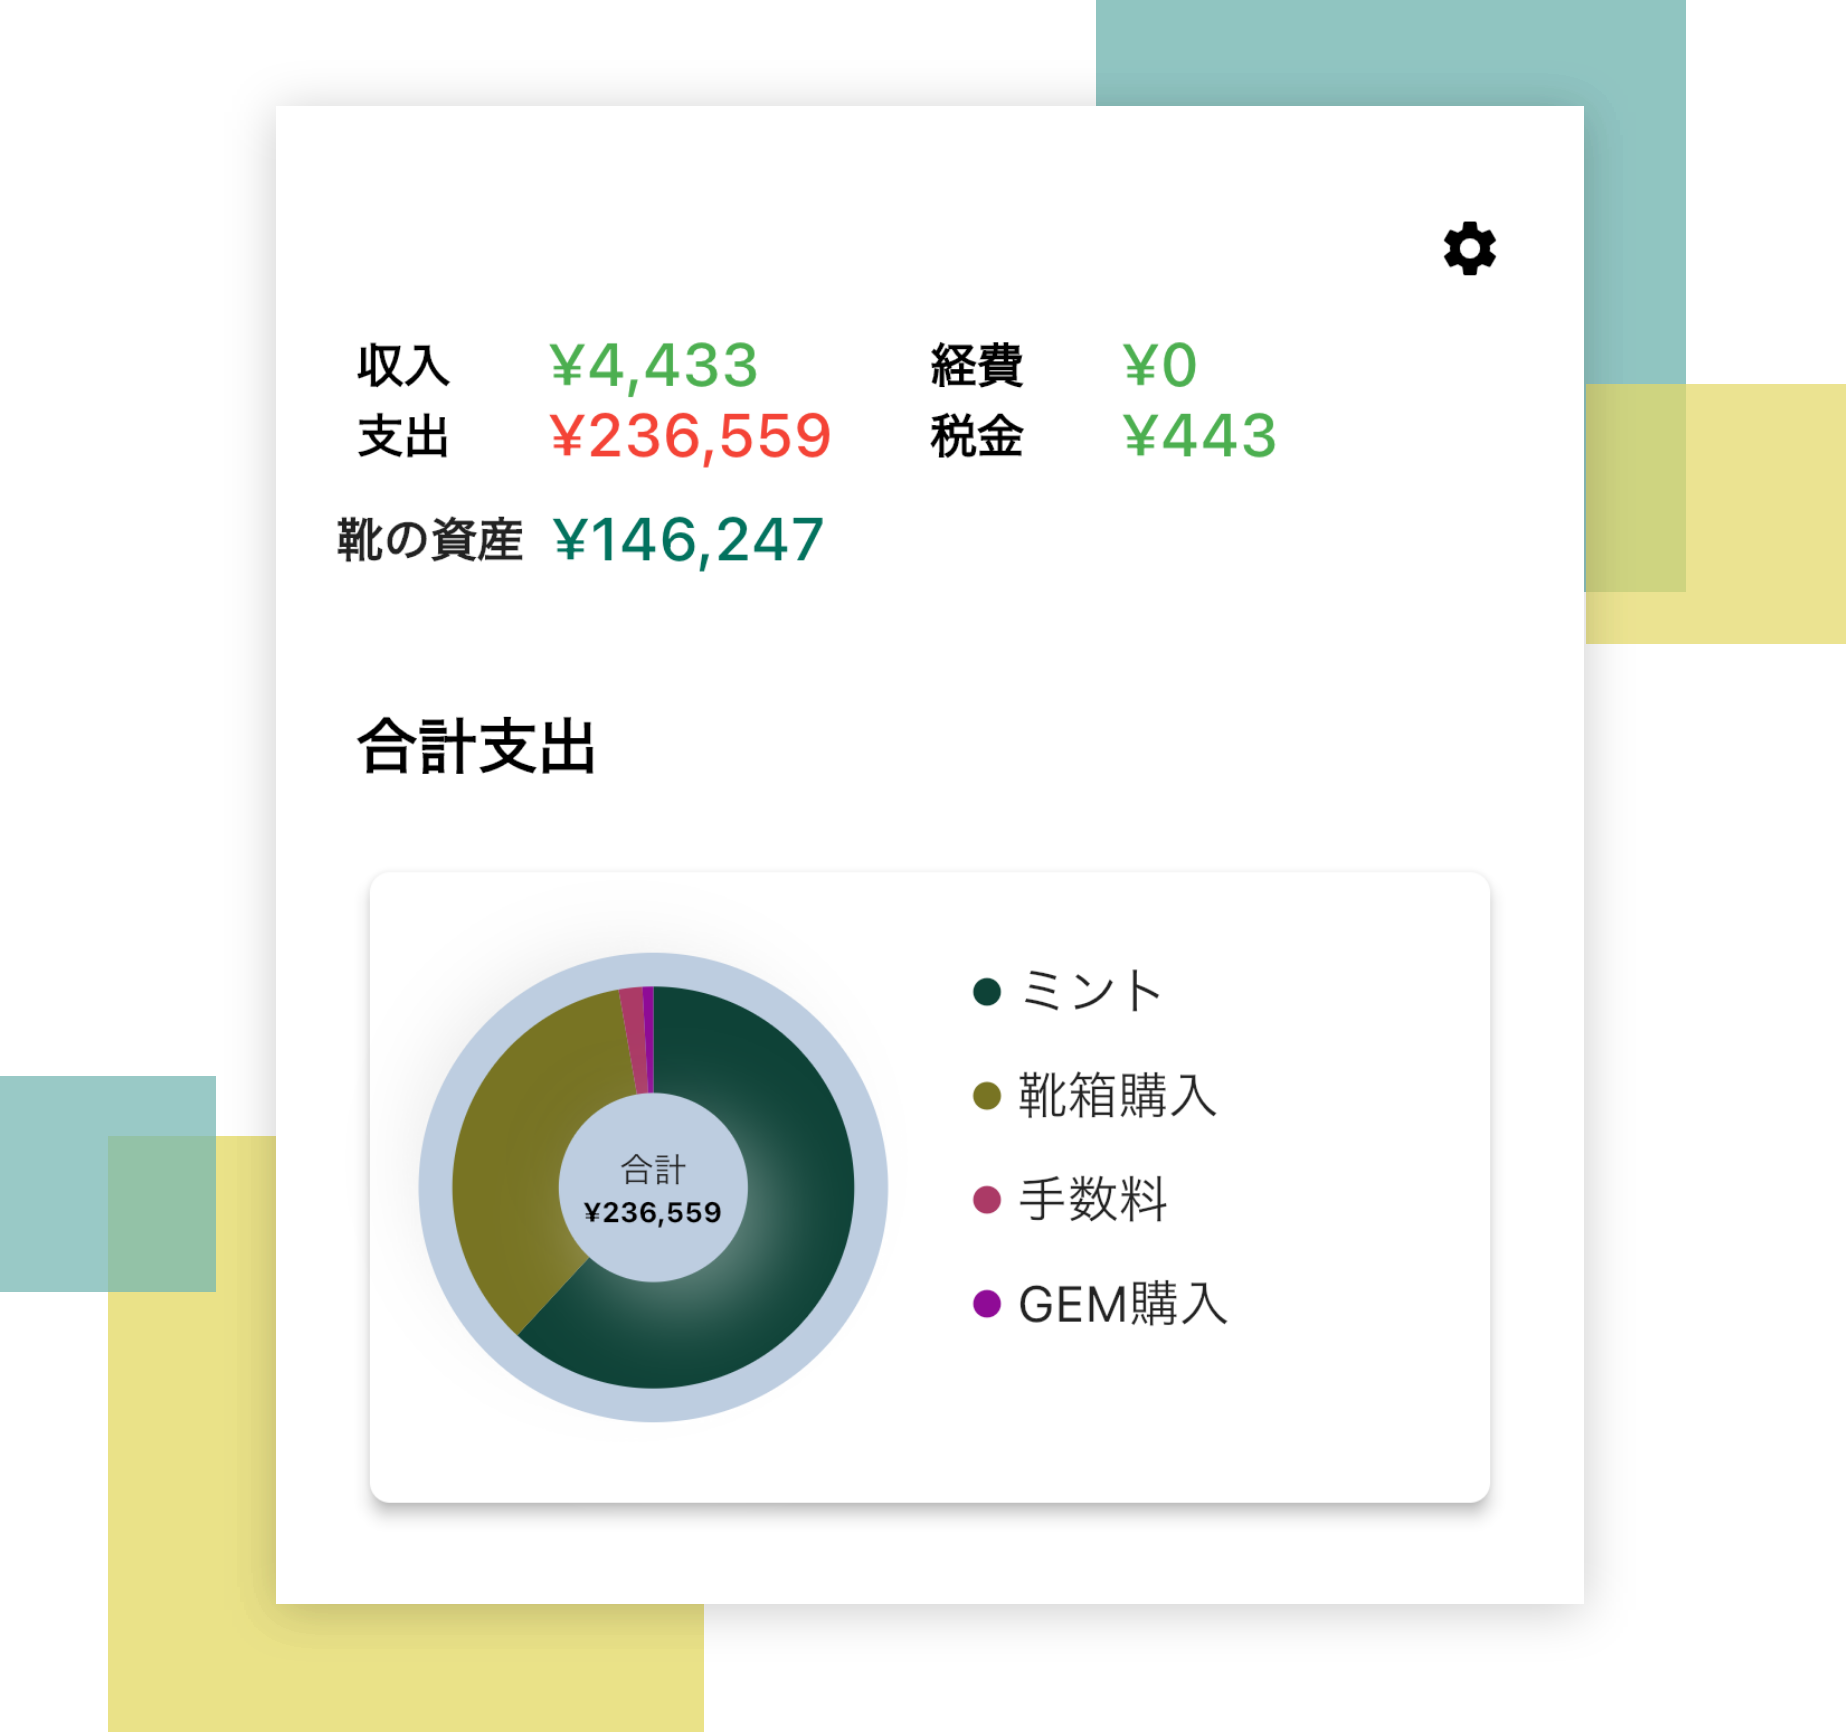 収入 ¥4,433 経費 ¥0
支出 ¥236,559 税金 ¥443
靴の資産 ¥146,247
合計支出
合計
¥236,559
ミント
靴箱購入
手数料
GEM購入